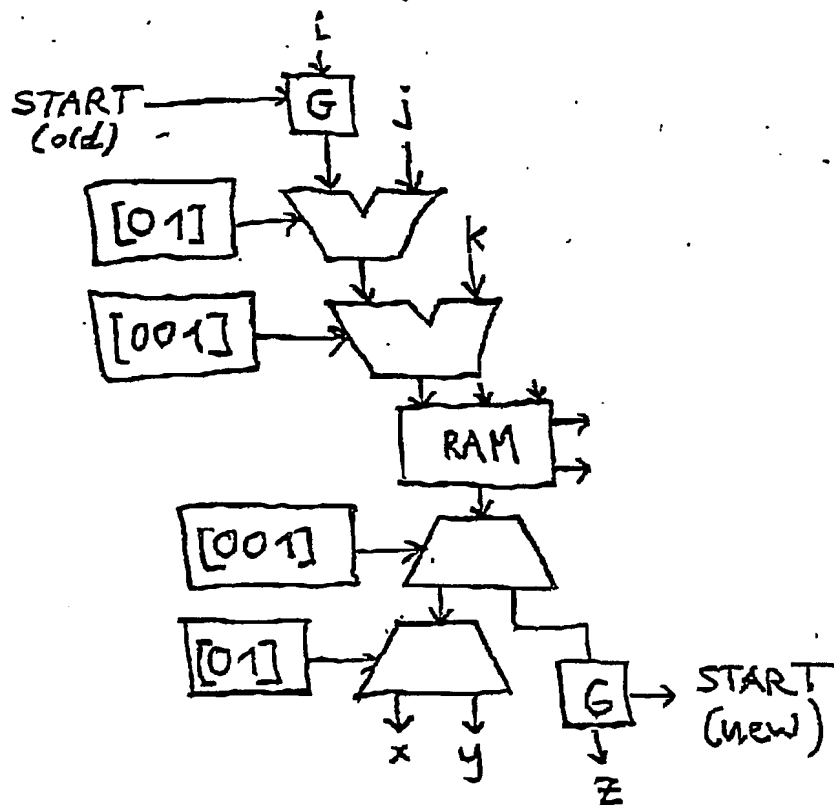 i
START
(old)
G
j
[01]
k
[001]
RAM
[001]
[01]
G
START
(new)
x
y
z